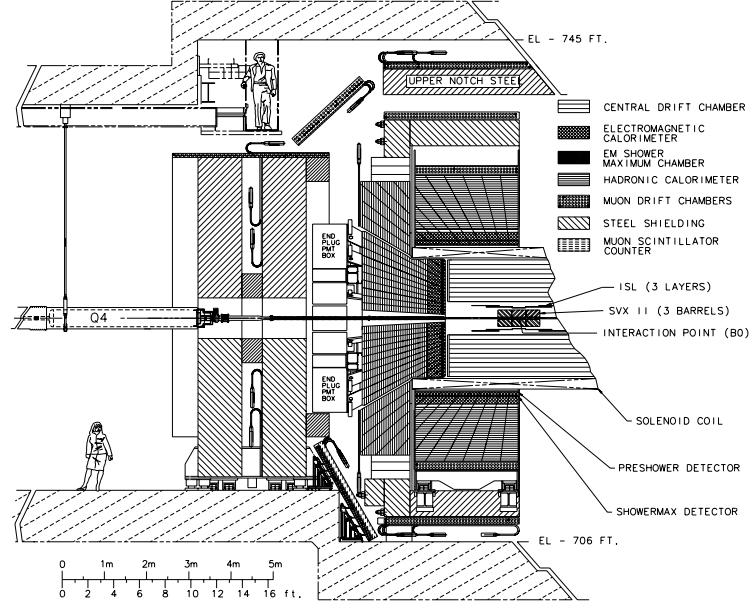 EL - 745 FT.
UPPER NOTCH STEEL
CENTRAL DRIFT CHAMBER
ELECTROMAGNETIC
CALORIMETER
EM SHOWER
MAXIMUM CHAMBER
HADRONIC CALORIMETER
MUON DRIFT CHAMBERS
STEEL SHIELDING
MUON SCINTILLATOR
COUNTER
END
PLUG
PMT
BOX
ISL (3 LAYERS)
SVX II (3 BARRELS)
INTERACTION POINT (B0)
Q4
END
PLUG
PMT
BOX
SOLENOID COIL
PRESHOWER DETECTOR
SHOWERMAX DETECTOR
EL - 706 FT.
0 1m 2m 3m 4m 5m
0 2 4 6 8 10 12 14 16 ft.